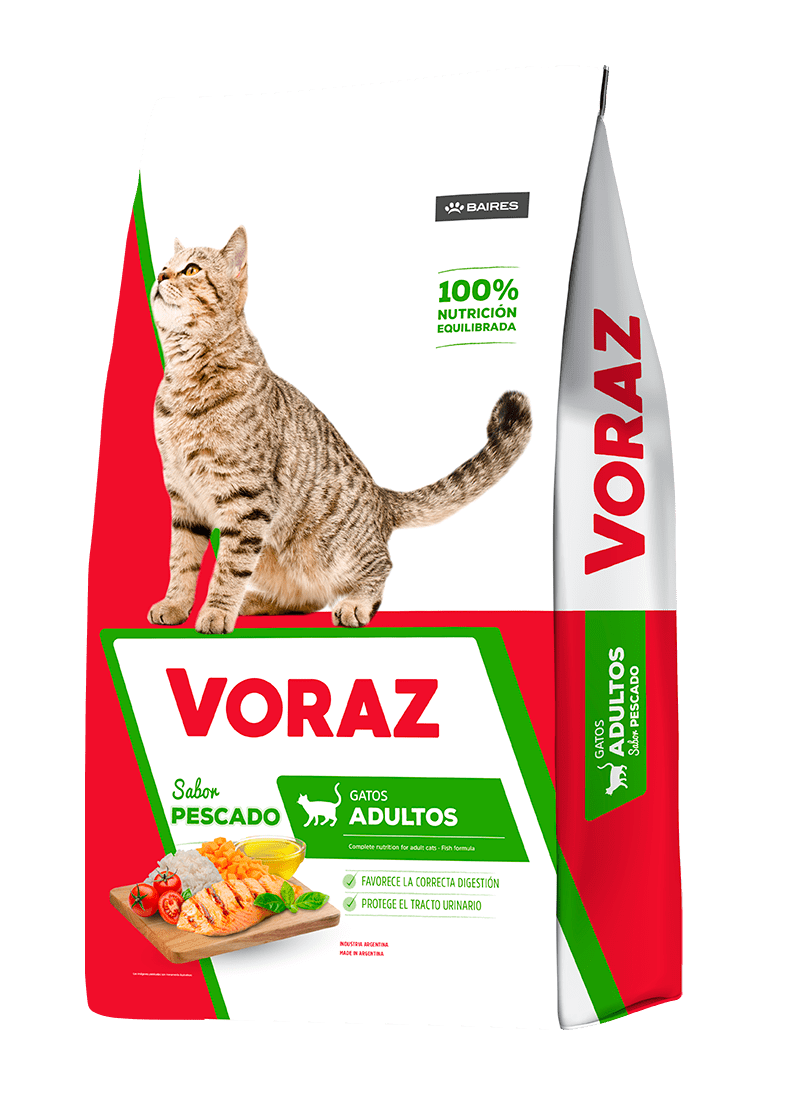 BAIRES
100%
NUTRICIÓN
EQUILIBRADA
VORAZ
Sabor
PESCADO
GATOS
ADULTOS
Complete nutrition for adult cats - Fish formula
FAVORECE LA CORRECTA DIGESTIÓN
PROTEGE EL TRACTO URINARIO
INDUSTRIA ARGENTINA
MADE IN ARGENTINA
VORAZ
GATOS
ADULTOS
Sabor PESCADO